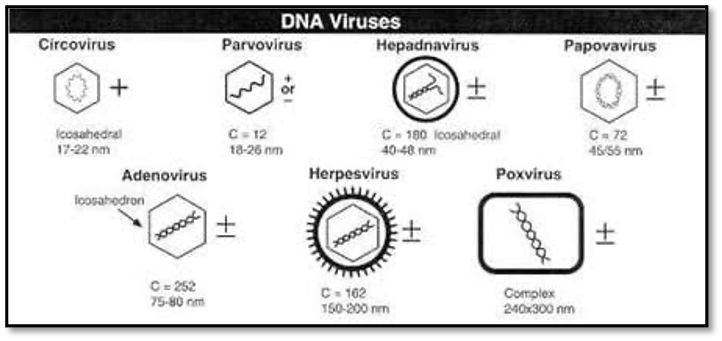 DNA Viruses
Circovirus
Parvovirus
Hepadnavirus
Papovavirus
+
+
or
−
±
±
Icosahedral
17-22 nm
C = 12
18-26 nm
C = 180 Icosahedral
40-48 nm
C = 72
45/55 nm
Adenovirus
Herpesvirus
Poxvirus
Icosahedron
±
±
±
C = 252
75-80 nm
C = 162
150-200 nm
Complex
240x300 nm